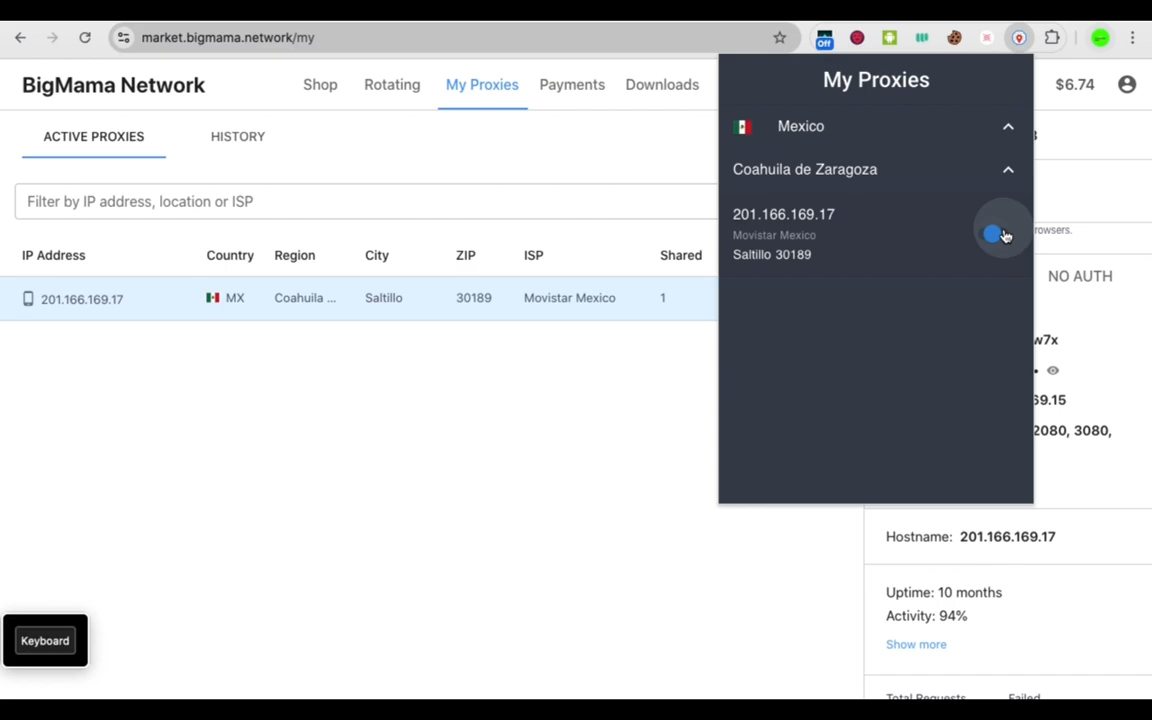 market.bigmama.network/my
Off
BigMama Network
Shop
Rotating
My Proxies
Payments
Downloads
$6.74
My Proxies
Mexico
Coahuila de Zaragoza
201.166.169.17
Movistar Mexico
Saltillo 30189
ACTIVE PROXIES
HISTORY
Filter by IP address, location or ISP
IP Address
Country
Region
City
ZIP
ISP
Shared
201.166.169.17
MX
Coahuila ...
Saltillo
30189
Movistar Mexico
1
rowsers.
NO AUTH
w7x
69.15
2080, 3080,
Hostname: 201.166.169.17
Uptime: 10 months
Activity: 94%
Show more
Total Requests
Failed
Keyboard